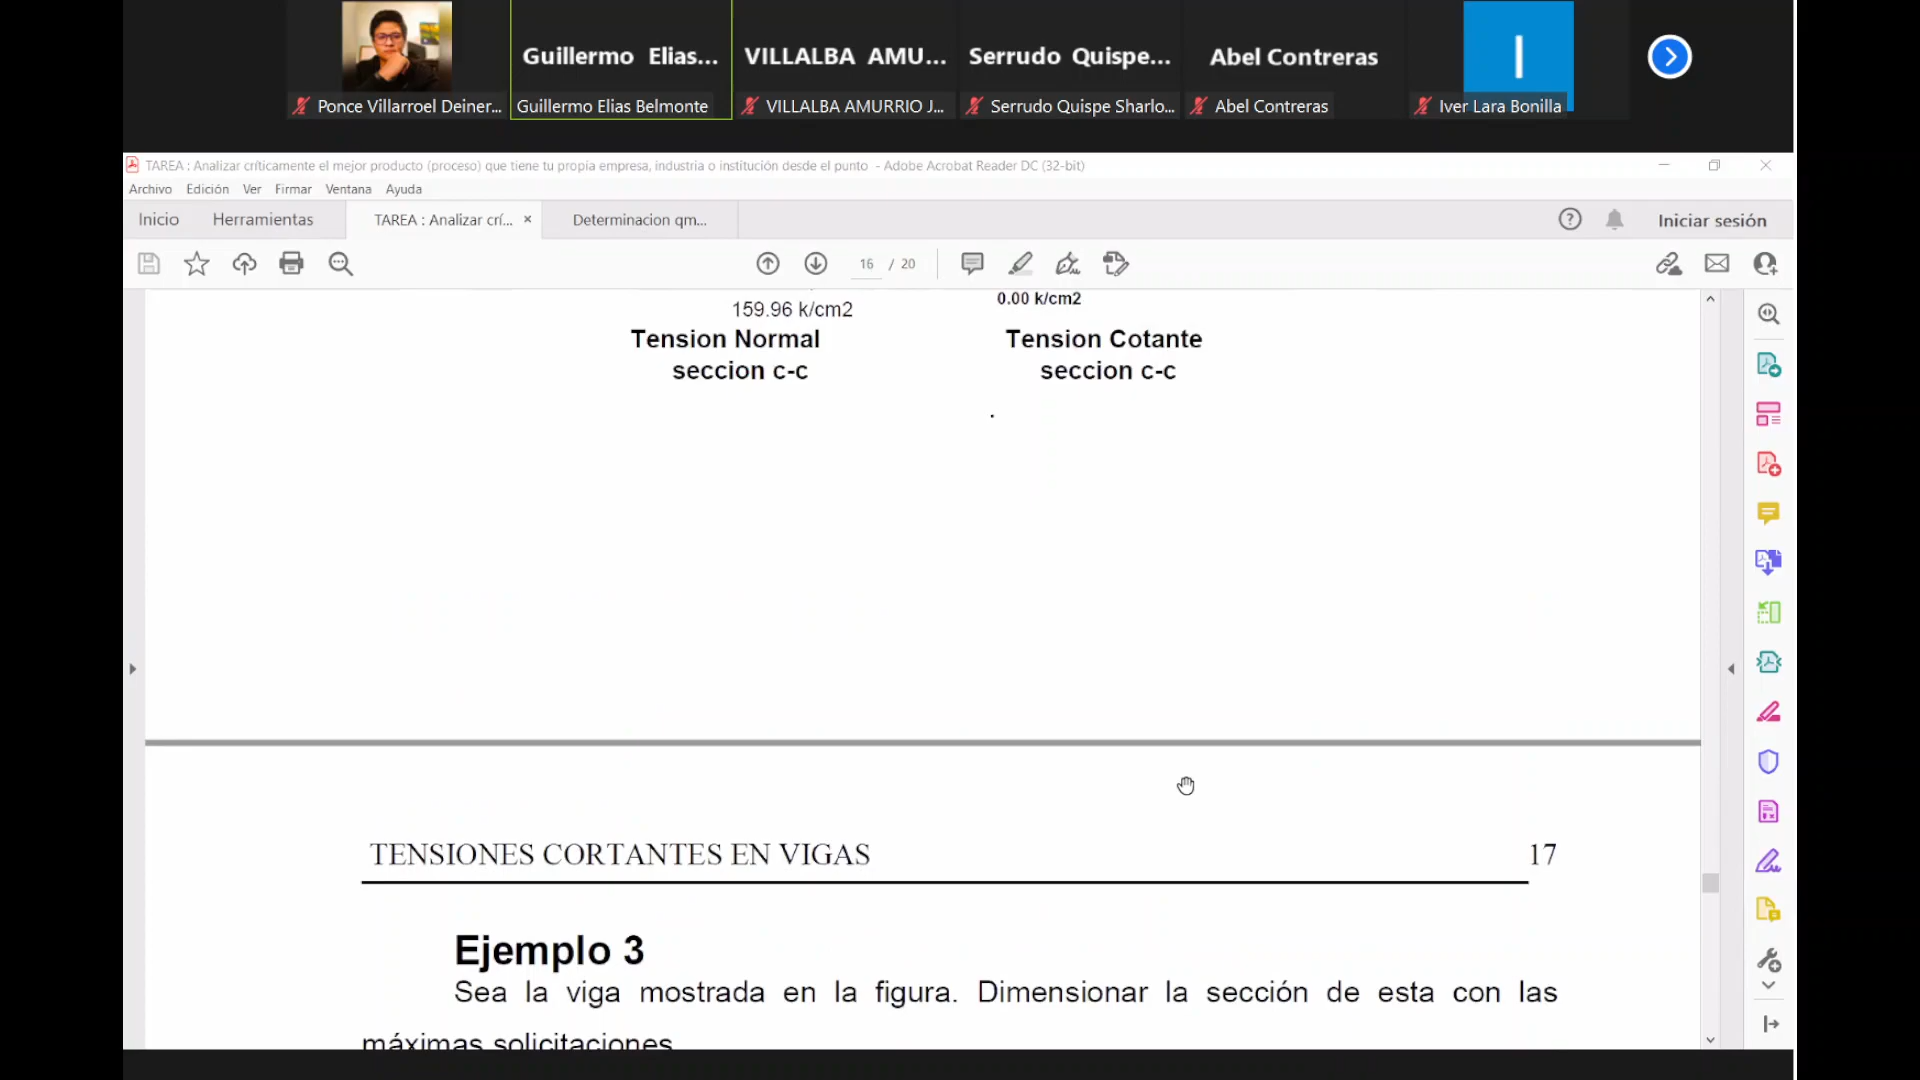 Guillermo Elias...
VILLALBA AMU...
Serrudo Quispe...
Abel Contreras
I
Ponce Villarroel Deiner...
Guillermo Elias Belmonte
VILLALBA AMURRIO J...
Serrudo Quispe Sharlo...
Abel Contreras
Iver Lara Bonilla
TAREA : Analizar críticamente el mejor producto (proceso) que tiene tu propia empresa, industria o institución desde el punto - Adobe Acrobat Reader DC (32-bit)
Archivo Edición Ver Firmar Ventana Ayuda
Inicio Herramientas TAREA : Analizar crí... × Determinacion qm... Iniciar sesión
16 / 20
159.96 k/cm2 0.00 k/cm2
Tension Normal Tension Cotante
seccion c-c seccion c-c
.
TENSIONES CORTANTES EN VIGAS 17
Ejemplo 3
Sea la viga mostrada en la figura. Dimensionar la sección de esta con las
máximas solicitaciones